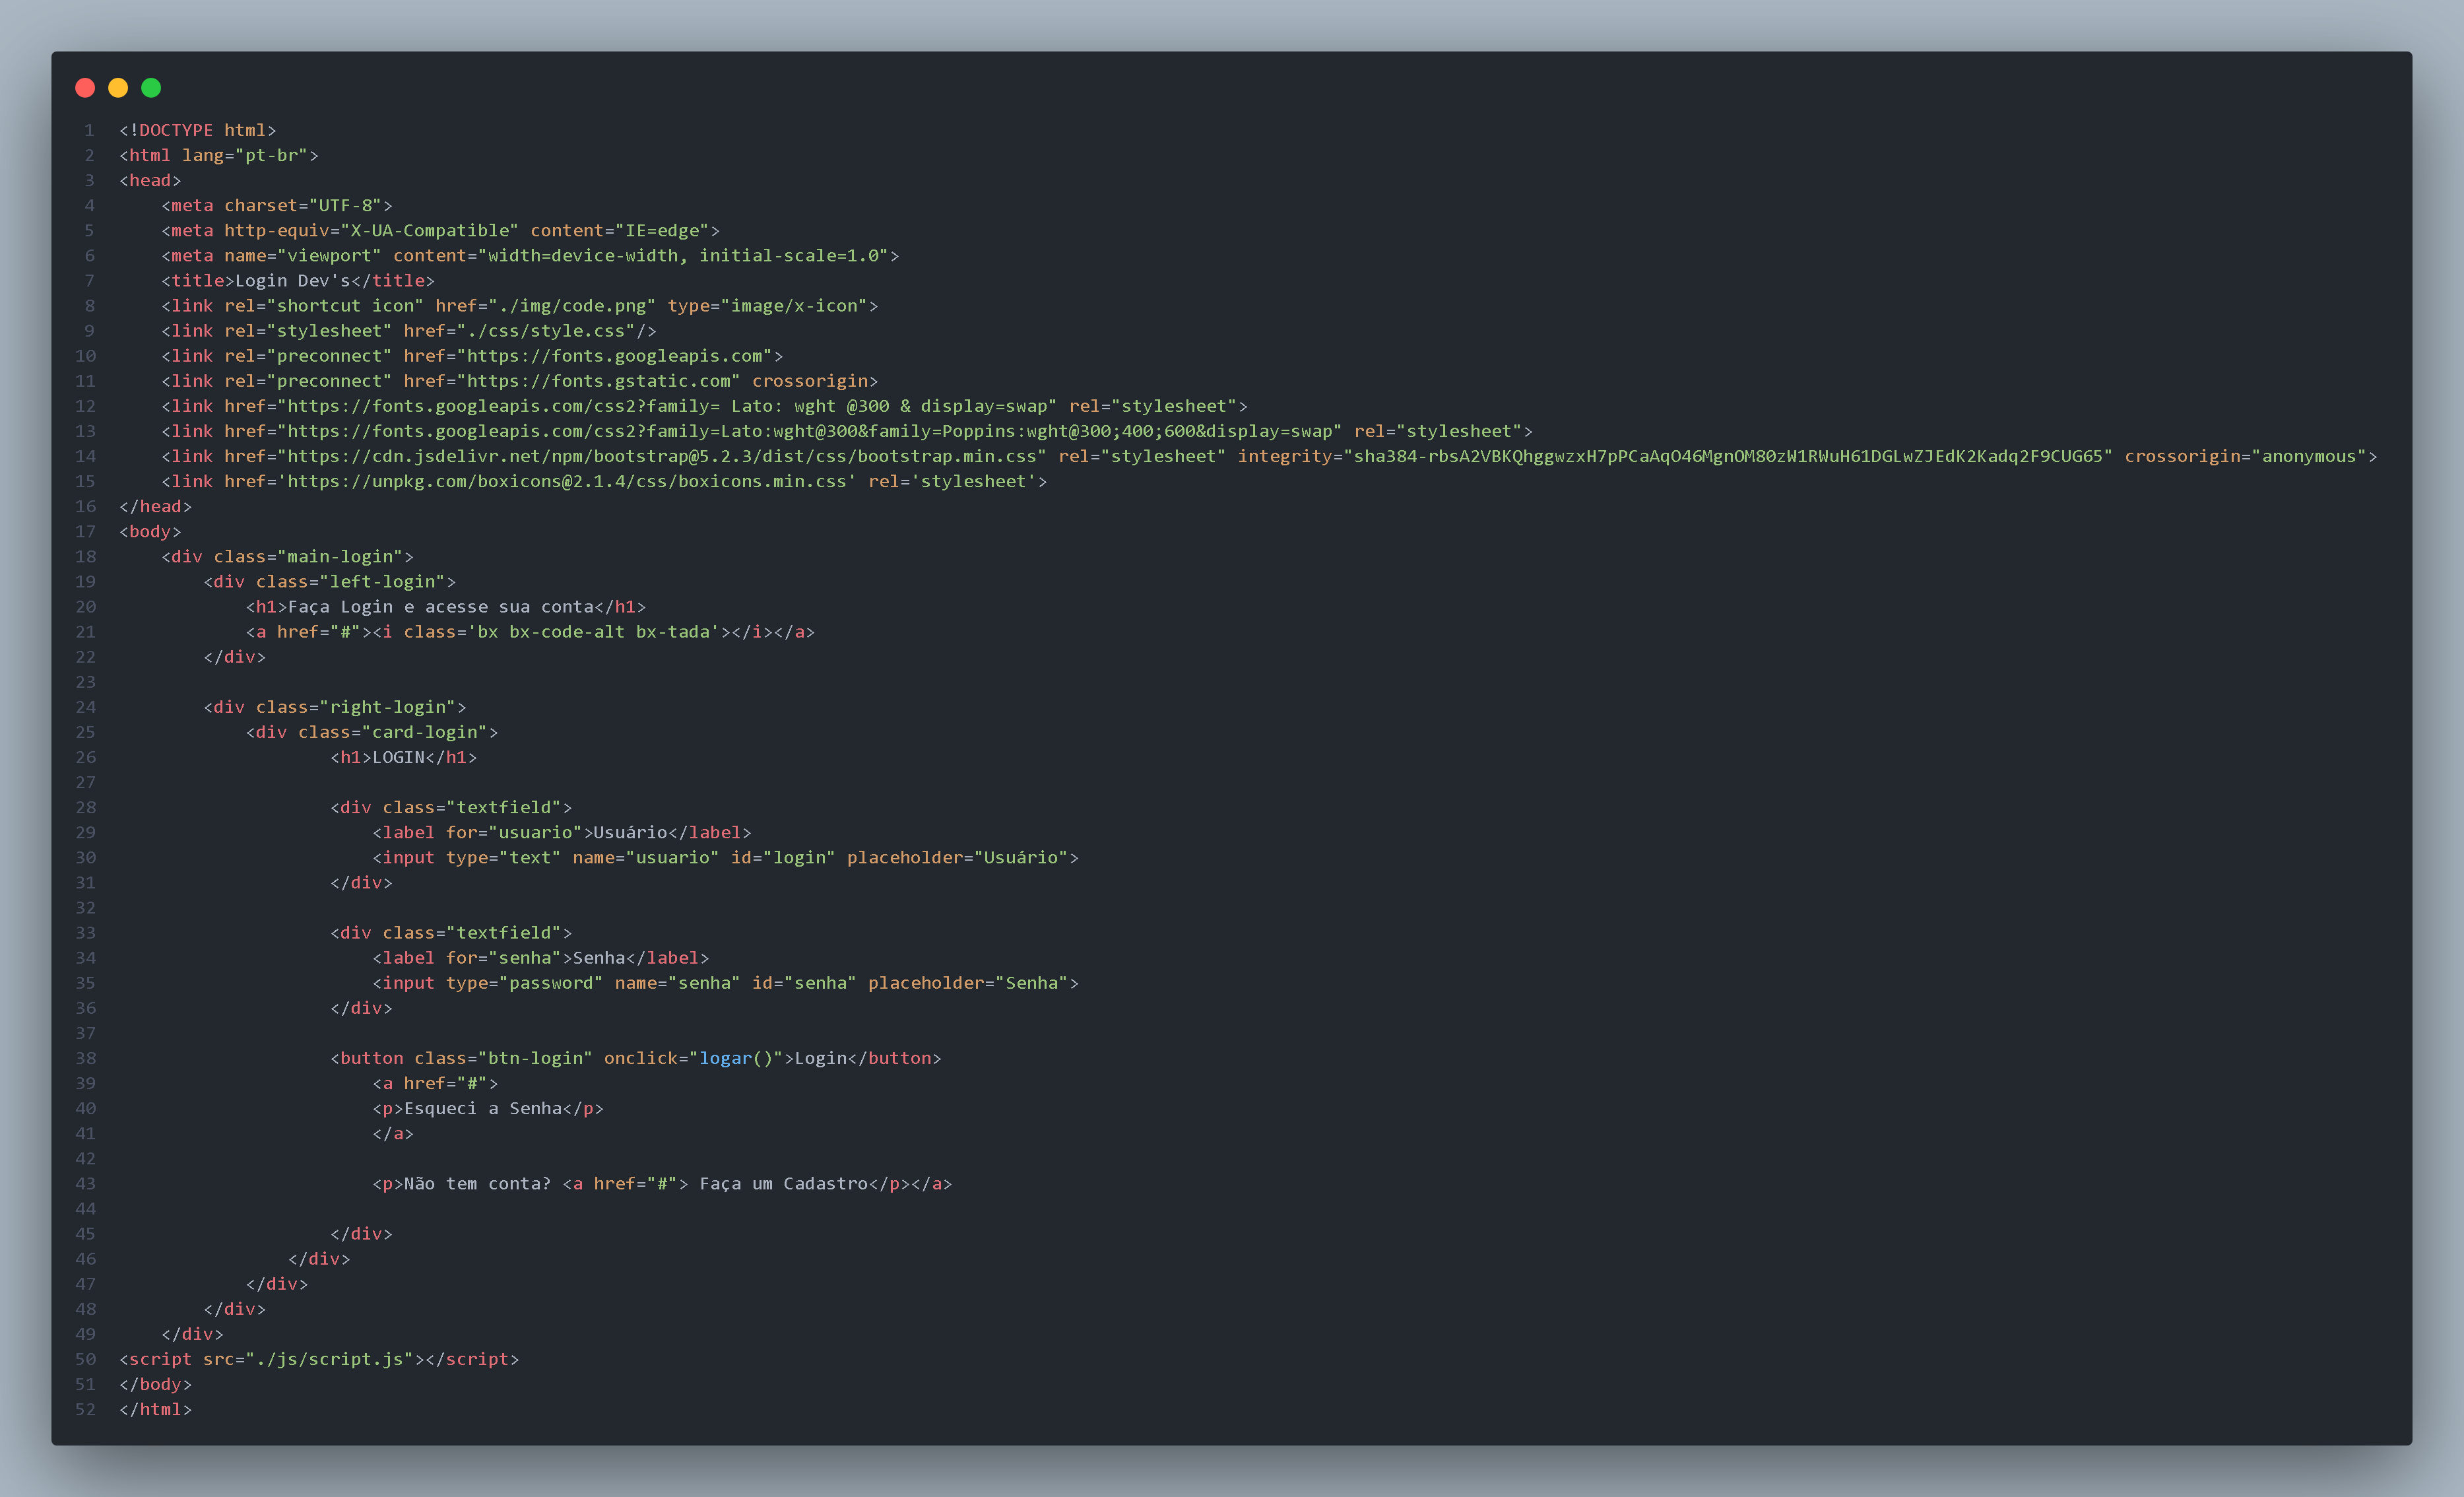 1 <!DOCTYPE html>
2 <html lang="pt-br">
3 <head>
4     <meta charset="UTF-8">
5     <meta http-equiv="X-UA-Compatible" content="IE=edge">
6     <meta name="viewport" content="width=device-width, initial-scale=1.0">
7     <title>Login Dev's</title>
8     <link rel="shortcut icon" href="./img/code.png" type="image/x-icon">
9     <link rel="stylesheet" href="./css/style.css"/>
10     <link rel="preconnect" href="https://fonts.googleapis.com">
11     <link rel="preconnect" href="https://fonts.gstatic.com" crossorigin>
12     <link href="https://fonts.googleapis.com/css2?family= Lato: wght @300 & display=swap" rel="stylesheet">
13     <link href="https://fonts.googleapis.com/css2?family=Lato:wght@300&family=Poppins:wght@300;400;600&display=swap" rel="stylesheet">
14     <link href="https://cdn.jsdelivr.net/npm/bootstrap@5.2.3/dist/css/bootstrap.min.css" rel="stylesheet" integrity="sha384-rbsA2VBKQhggwzxH7pPCaAqO46MgnOM80zW1RWuH61DGLwZJEdK2Kadq2F9CUG65" crossorigin="anonymous">
15     <link href='https://unpkg.com/boxicons@2.1.4/css/boxicons.min.css' rel='stylesheet'>
16 </head>
17 <body>
18     <div class="main-login">
19         <div class="left-login">
20             <h1>Faça Login e acesse sua conta</h1>
21             <a href="#"><i class='bx bx-code-alt bx-tada'></i></a>
22         </div>
23
24         <div class="right-login">
25             <div class="card-login">
26                     <h1>LOGIN</h1>
27
28                     <div class="textfield">
29                         <label for="usuario">Usuário</label>
30                         <input type="text" name="usuario" id="login" placeholder="Usuário">
31                     </div>
32
33                     <div class="textfield">
34                         <label for="senha">Senha</label>
35                         <input type="password" name="senha" id="senha" placeholder="Senha">
36                     </div>
37
38                     <button class="btn-login" onclick="logar()">Login</button>
39                         <a href="#">
40                         <p>Esqueci a Senha</p>
41                         </a>
42
43                         <p>Não tem conta? <a href="#"> Faça um Cadastro</p></a>
44
45                     </div>
46                 </div>
47             </div>
48         </div>
49     </div>
50 <script src="./js/script.js"></script>
51 </body>
52 </html>